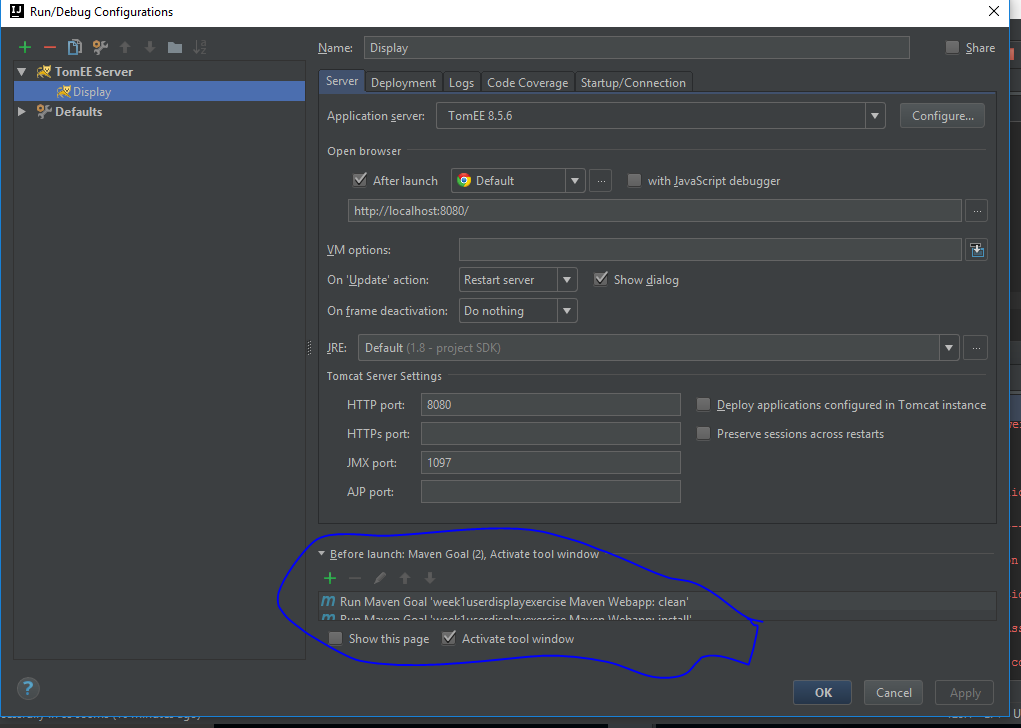 Run/Debug Configurations
Name: Display Share
TomEE Server
Display
Defaults
Server Deployment Logs Code Coverage Startup/Connection
Application server: TomEE 8.5.6 Configure...
Open browser
After launch Default ... with JavaScript debugger
http://localhost:8080/ ...
VM options:
On 'Update' action: Restart server Show dialog
On frame deactivation: Do nothing
JRE: Default (1.8 - project SDK) ...
Tomcat Server Settings
HTTP port: 8080 Deploy applications configured in Tomcat instance
HTTPs port: Preserve sessions across restarts
JMX port: 1097
AJP port:
Before launch: Maven Goal (2), Activate tool window
Run Maven Goal 'week1userdisplayexercise Maven Webapp: clean'
Run Maven Goal 'week1userdisplayexercise Maven Webapp: install'
Show this page Activate tool window
? OK Cancel Apply